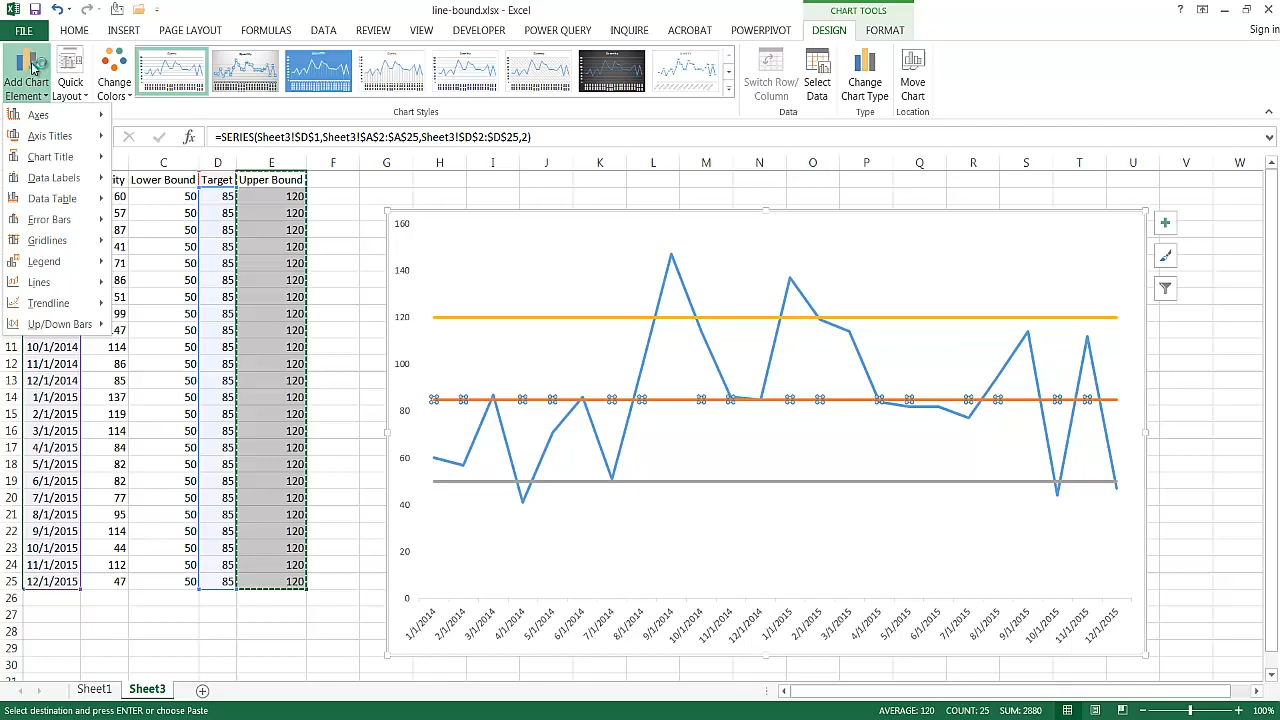 line-bound.xlsx - Excel
CHART TOOLS
FILE HOME INSERT PAGE LAYOUT FORMULAS DATA REVIEW VIEW DEVELOPER POWER QUERY INQUIRE ACROBAT POWERPIVOT DESIGN FORMAT Sign in
Add Chart Element
Quick Layout
Change Colors
Switch Row/ Column
Select Data
Change Chart Type
Move Chart
Chart Styles Data Type Location
Axes
Axis Titles
Chart Title
Data Labels
Data Table
Error Bars
Gridlines
Legend
Lines
Trendline
Up/Down Bars
fx =SERIES(Sheet3!$D$1,Sheet3!$A$2:$A$25,Sheet3!$D$2:$D$25,2)
C D E F G H I J K L M N O P Q R S T U V W
ity Lower Bound Target Upper Bound
60 50 85 120
57 50 85 120
87 50 85 120
41 50 85 120
71 50 85 120
86 50 85 120
51 50 85 120
99 50 85 120
47 50 85 120
11 10/1/2014 114 50 85 120
12 11/1/2014 86 50 85 120
13 12/1/2014 85 50 85 120
14 1/1/2015 137 50 85 120
15 2/1/2015 119 50 85 120
16 3/1/2015 114 50 85 120
17 4/1/2015 84 50 85 120
18 5/1/2015 82 50 85 120
19 6/1/2015 82 50 85 120
20 7/1/2015 77 50 85 120
21 8/1/2015 95 50 85 120
22 9/1/2015 114 50 85 120
23 10/1/2015 44 50 85 120
24 11/1/2015 112 50 85 120
25 12/1/2015 47 50 85 120
26
27
28
29
30
160
140
120
100
80
60
40
20
0
1/1/2014 2/1/2014 3/1/2014 4/1/2014 5/1/2014 6/1/2014 7/1/2014 8/1/2014 9/1/2014 10/1/2014 11/1/2014 12/1/2014 1/1/2015 2/1/2015 3/1/2015 4/1/2015 5/1/2015 6/1/2015 7/1/2015 8/1/2015 9/1/2015 10/1/2015 11/1/2015 12/1/2015
Sheet1 Sheet3
Select destination and press ENTER or choose Paste AVERAGE: 120 COUNT: 25 SUM: 2880 100%